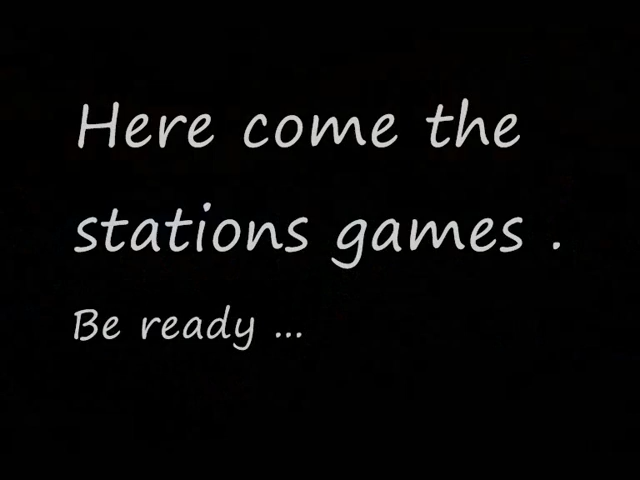 Here come the
stations games .
Be ready ...